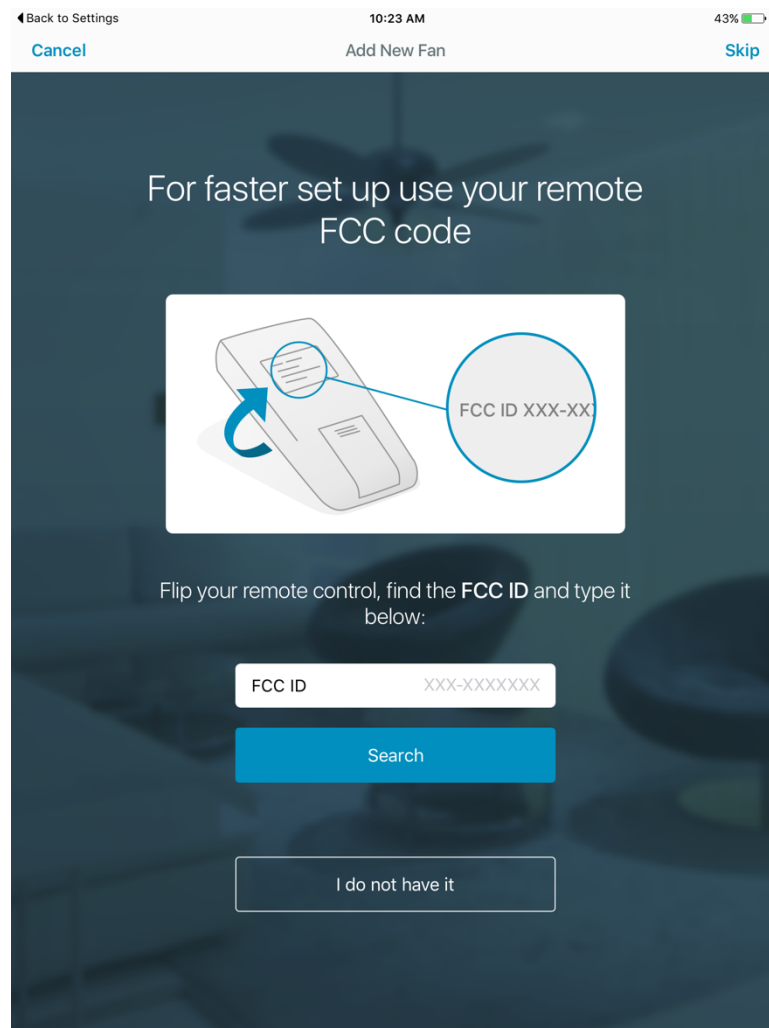 Back to Settings 10:23 AM 43%
Cancel Add New Fan Skip
For faster set up use your remote
FCC code
FCC ID XXX-XX
Flip your remote control, find the FCC ID and type it
below:
FCC ID XXX-XXXXXXX
Search
I do not have it